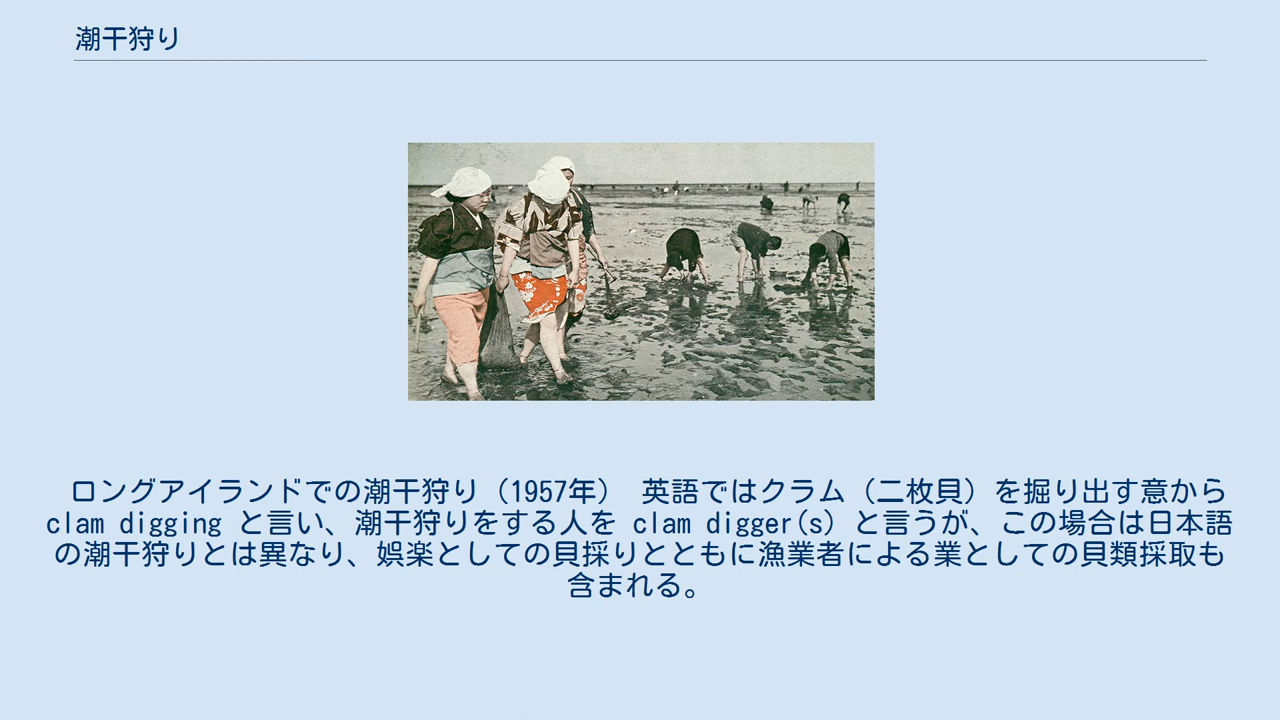 潮干狩り
ロングアイランドでの潮干狩り（1957年） 英語ではクラム（二枚貝）を掘り出す意から
clam digging と言い、潮干狩りをする人を clam digger(s) と言うが、この場合は日本語
の潮干狩りとは異なり、娯楽としての貝採りとともに漁業者による業としての貝類採取も
含まれる。